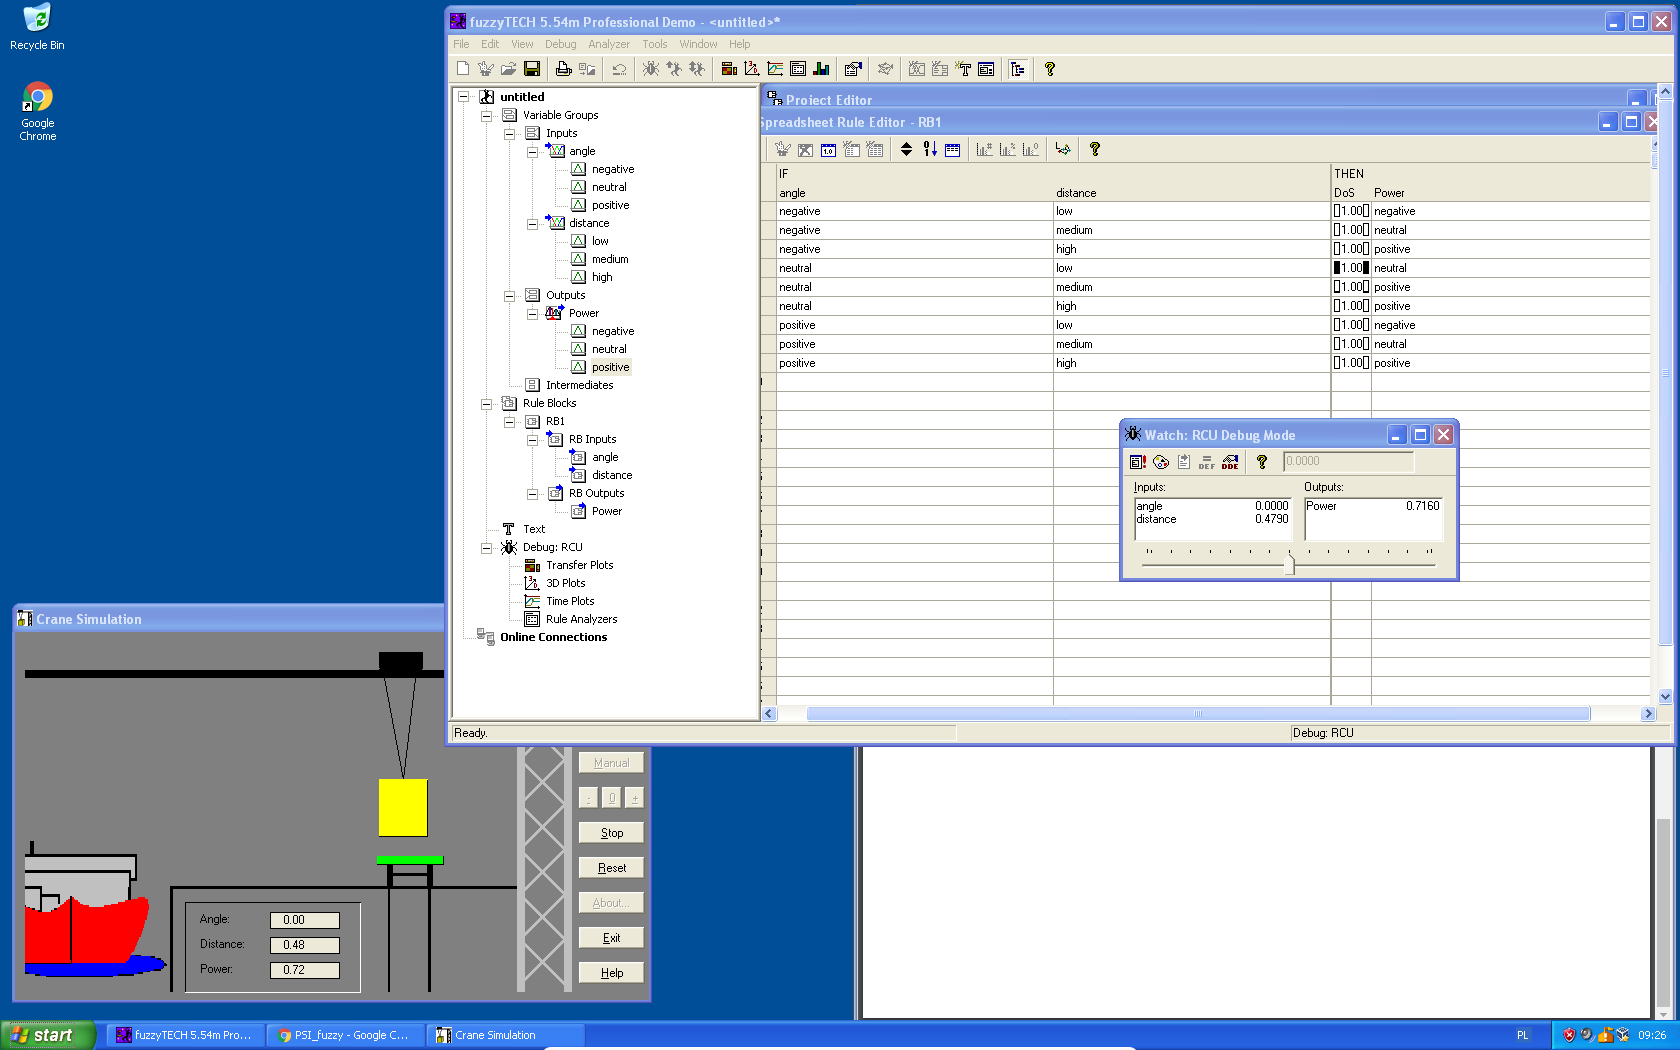 Recycle Bin
Google
Chrome
fuzzyTECH 5.54m Professional Demo - <untitled>*
File Edit View Debug Analyzer Tools Window Help
untitled
Variable Groups
Inputs
angle
negative
neutral
positive
distance
low
medium
high
Outputs
Power
negative
neutral
positive
Intermediates
Rule Blocks
RB1
RB Inputs
angle
distance
RB Outputs
Power
Text
Debug: RCU
Transfer Plots
3D Plots
Time Plots
Rule Analyzers
Online Connections
Project Editor
Spreadsheet Rule Editor - RB1
IF THEN
angle distance DoS Power
negative low 1.00 negative
negative medium 1.00 neutral
negative high 1.00 positive
neutral low 1.00 neutral
neutral medium 1.00 positive
neutral high 1.00 positive
positive low 1.00 negative
positive medium 1.00 neutral
positive high 1.00 positive
Watch: RCU Debug Mode
DEF DDE 0.0000
Inputs: Outputs:
angle 0.0000 Power 0.7160
distance 0.4790
Ready. Debug: RCU
Crane Simulation
Manual
- 0 +
Stop
Reset
About...
Exit
Help
Angle: 0.00
Distance: 0.48
Power: 0.72
start
fuzzyTECH 5.54m Pro...
PSI_fuzzy - Google C...
Crane Simulation
PL
09:26